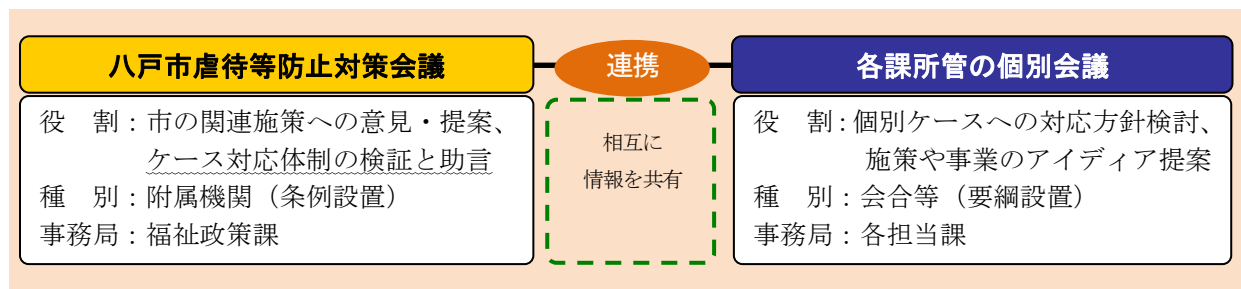 八戸市虐待等防止対策会議
役　割：市の関連施策への意見・提案、
ケース対応体制の検証と助言
種　別：附属機関（条例設置）
事務局：福祉政策課
連携
相互に
情報を共有
各課所管の個別会議
役　割：個別ケースへの対応方針検討、
施策や事業のアイディア提案
種　別：会合等（要綱設置）
事務局：各担当課